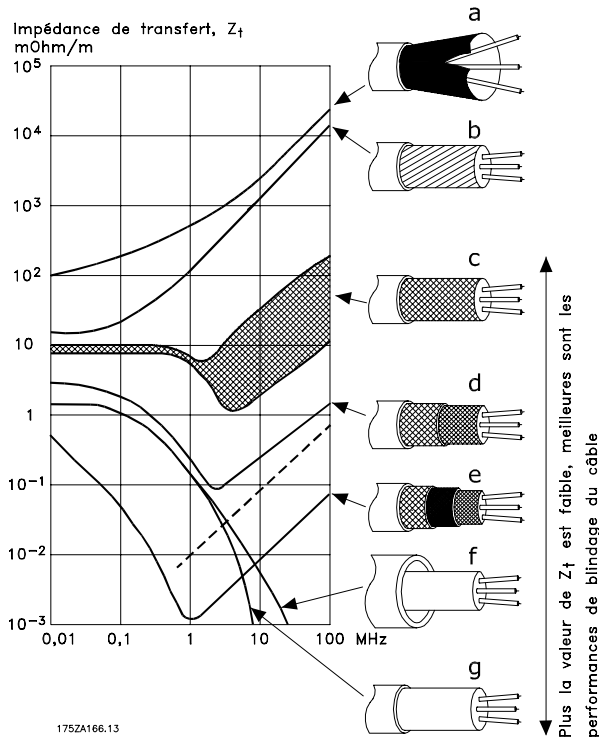 Impédance de transfert, Zt
mOhm/m
10⁵
10⁴
10³
10²
10
1
10⁻¹
10⁻²
10⁻³
0,01
0,1
1
10
100
MHz
a
b
c
d
e
f
g
Plus la valeur de Zt est faible, meilleures sont les
performances de blindage du câble
175ZA166.13